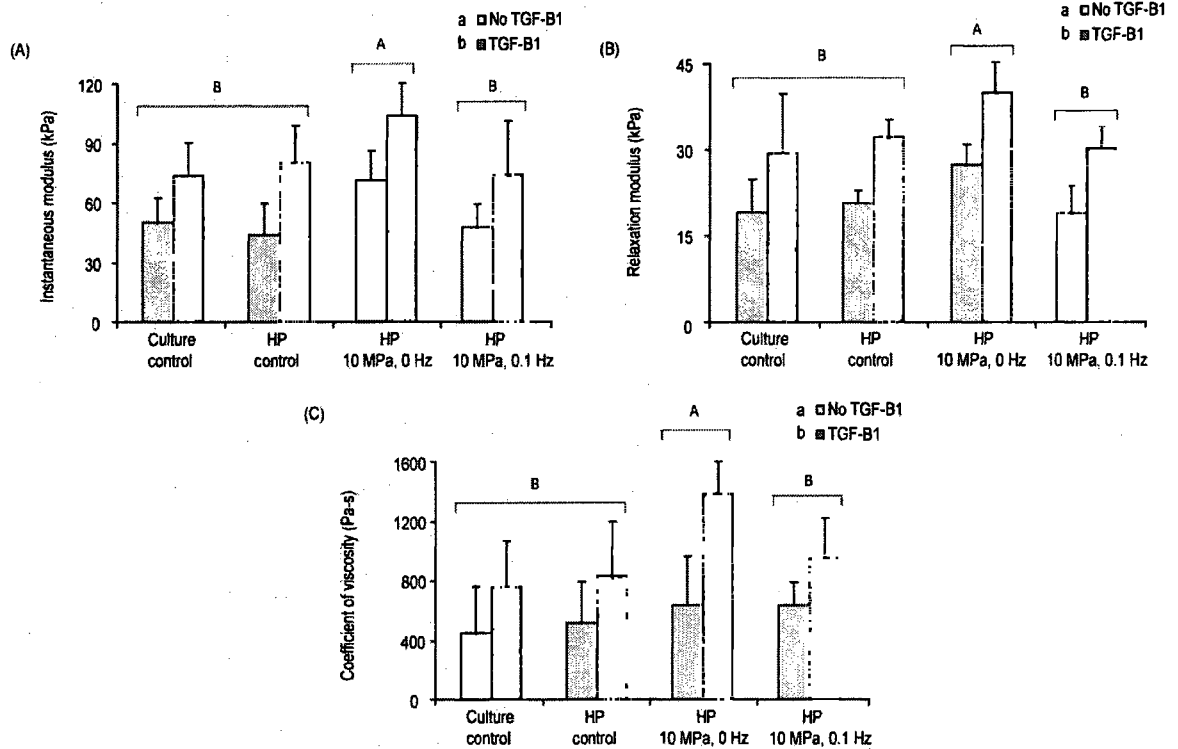 (A)
a No TGF-B1
b TGF-B1
A
B
B
Instantaneous modulus (kPa)
120
90
60
30
0
Culture control
HP control
HP 10 MPa, 0 Hz
HP 10 MPa, 0.1 Hz
(B)
a No TGF-B1
b TGF-B1
A
B
B
Relaxation modulus (kPa)
45
30
15
0
Culture control
HP control
HP 10 MPa, 0 Hz
HP 10 MPa, 0.1 Hz
(C)
a No TGF-B1
b TGF-B1
A
B
B
Coefficient of viscosity (Pa-s)
1600
1200
800
400
0
Culture control
HP control
HP 10 MPa, 0 Hz
HP 10 MPa, 0.1 Hz